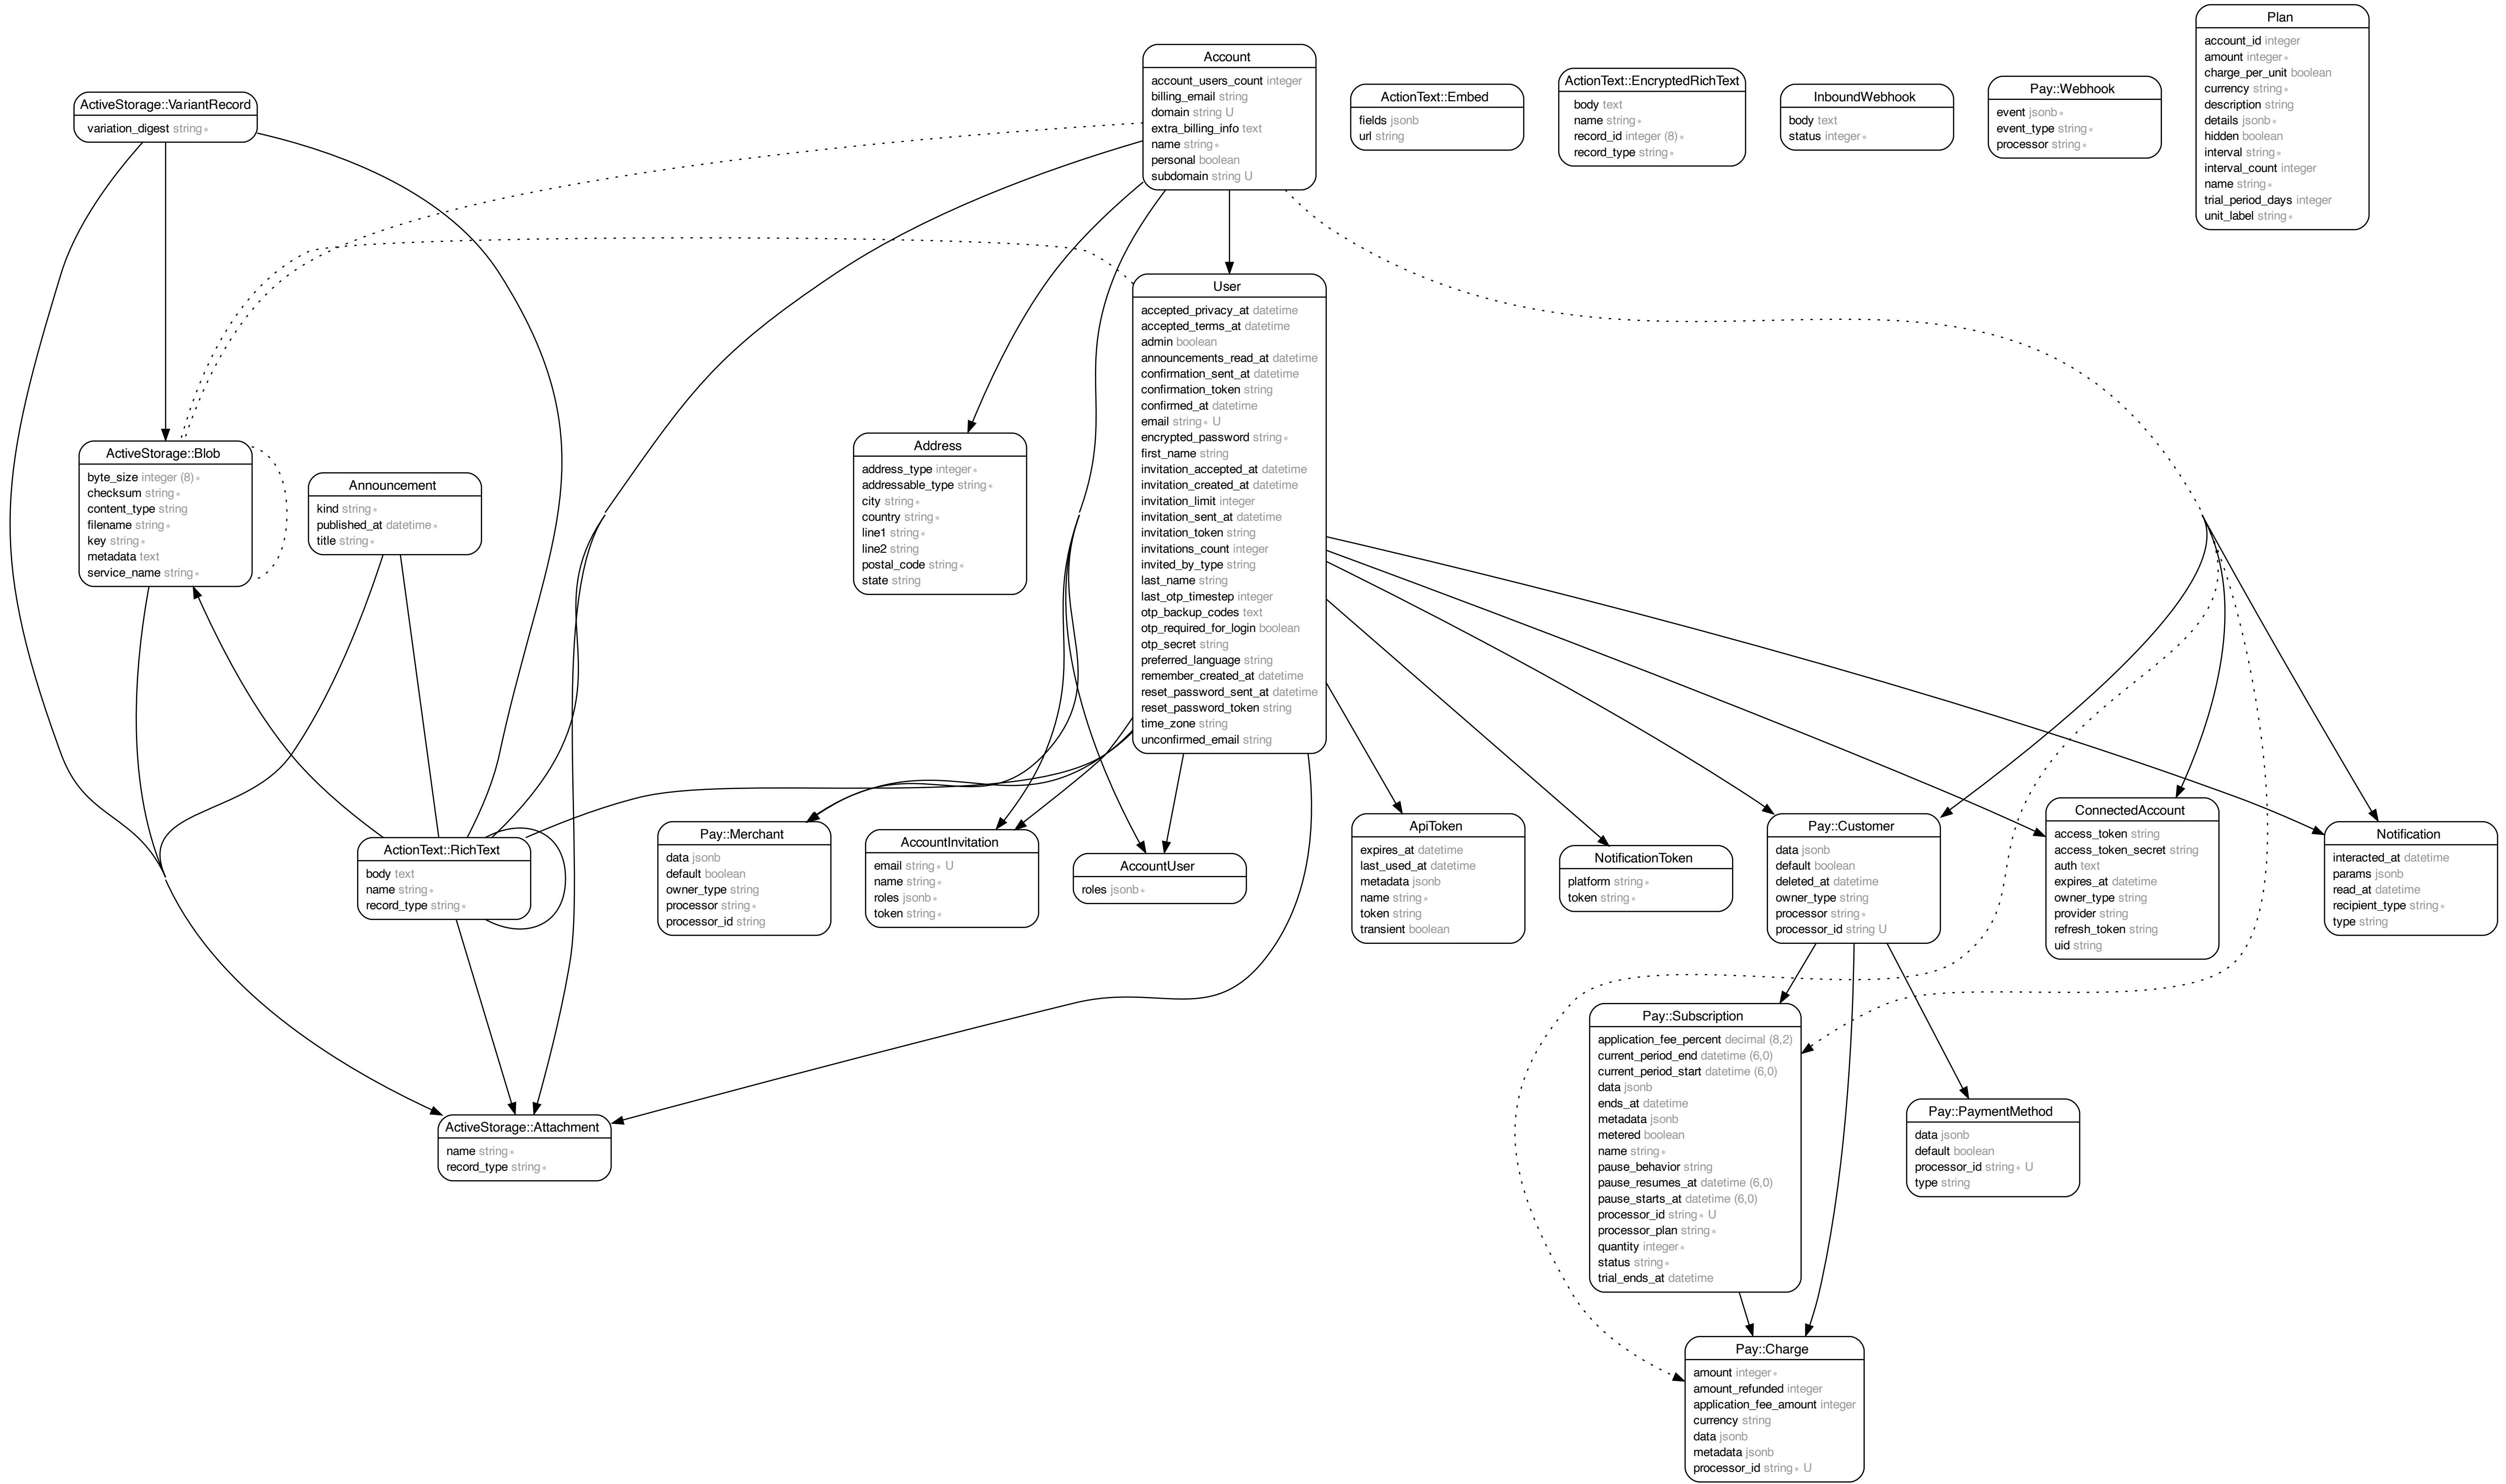 Plan
account_id integer
amount integer∗
charge_per_unit boolean
currency string∗
description string
details jsonb∗
hidden boolean
interval string∗
interval_count integer
name string∗
trial_period_days integer
unit_label string∗
Account
account_users_count integer
billing_email string
domain string U
extra_billing_info text
name string∗
personal boolean
subdomain string U
ActionText::Embed
fields jsonb
url string
ActionText::EncryptedRichText
body text
name string∗
record_id integer (8)∗
record_type string∗
InboundWebhook
body text
status integer∗
Pay::Webhook
event jsonb∗
event_type string∗
processor string∗
ActiveStorage::VariantRecord
variation_digest string∗
User
accepted_privacy_at datetime
accepted_terms_at datetime
admin boolean
announcements_read_at datetime
confirmation_sent_at datetime
confirmation_token string
confirmed_at datetime
email string∗ U
encrypted_password string∗
first_name string
invitation_accepted_at datetime
invitation_created_at datetime
invitation_limit integer
invitation_sent_at datetime
invitation_token string
invitations_count integer
invited_by_type string
last_name string
last_otp_timestep integer
otp_backup_codes text
otp_required_for_login boolean
otp_secret string
preferred_language string
remember_created_at datetime
reset_password_sent_at datetime
reset_password_token string
time_zone string
unconfirmed_email string
ActiveStorage::Blob
byte_size integer (8)∗
checksum string∗
content_type string
filename string∗
key string∗
metadata text
service_name string∗
Announcement
kind string∗
published_at datetime∗
title string∗
Address
address_type integer∗
addressable_type string∗
city string∗
country string∗
line1 string∗
line2 string
postal_code string∗
state string
ActionText::RichText
body text
name string∗
record_type string∗
Pay::Merchant
data jsonb
default boolean
owner_type string
processor string∗
processor_id string
AccountInvitation
email string∗ U
name string∗
roles jsonb∗
token string∗
AccountUser
roles jsonb∗
ApiToken
expires_at datetime
last_used_at datetime
metadata jsonb
name string∗
token string
transient boolean
NotificationToken
platform string∗
token string∗
Pay::Customer
data jsonb
default boolean
deleted_at datetime
owner_type string
processor string∗
processor_id string U
ConnectedAccount
access_token string
access_token_secret string
auth text
expires_at datetime
owner_type string
provider string
refresh_token string
uid string
Notification
interacted_at datetime
params jsonb
read_at datetime
recipient_type string∗
type string
ActiveStorage::Attachment
name string∗
record_type string∗
Pay::Subscription
application_fee_percent decimal (8,2)
current_period_end datetime (6,0)
current_period_start datetime (6,0)
data jsonb
ends_at datetime
metadata jsonb
metered boolean
name string∗
pause_behavior string
pause_resumes_at datetime (6,0)
pause_starts_at datetime (6,0)
processor_id string∗ U
processor_plan string∗
quantity integer∗
status string∗
trial_ends_at datetime
Pay::PaymentMethod
data jsonb
default boolean
processor_id string∗ U
type string
Pay::Charge
amount integer∗
amount_refunded integer
application_fee_amount integer
currency string
data jsonb
metadata jsonb
processor_id string∗ U